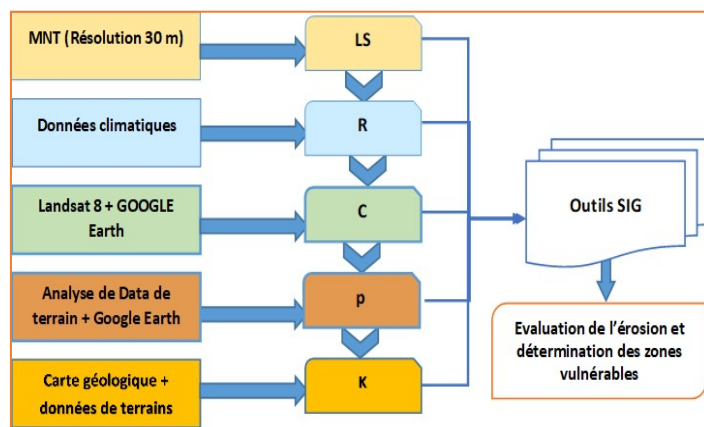 MNT (Résolution 30 m)
LS
Données climatiques
R
Landsat 8 + GOOGLE
Earth
C
Outils SIG
Analyse de Data de
terrain + Google Earth
p
Evaluation de l'érosion et
détermination des zones
vulnérables
Carte géologique +
données de terrains
K